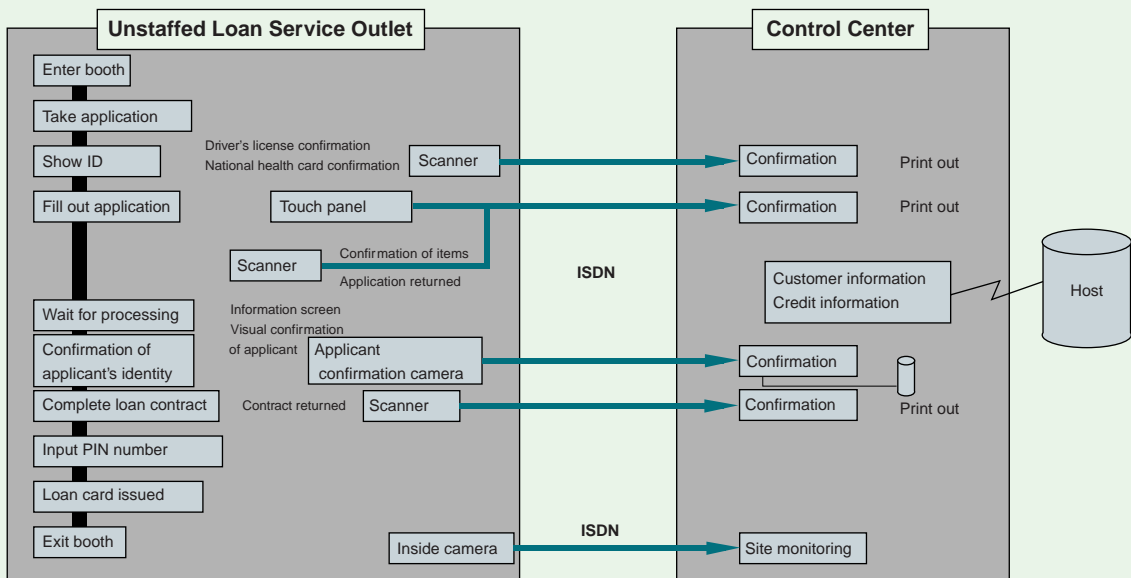 Unstaffed Loan Service Outlet
Control Center
Enter booth
Take application
Show ID
Driver's license confirmation
National health card confirmation
Scanner
Confirmation
Print out
Fill out application
Touch panel
Confirmation
Print out
Scanner
Confirmation of items
Application returned
ISDN
Customer information
Credit information
Host
Wait for processing
Information screen
Visual confirmation
of applicant
Confirmation of
applicant's identity
Applicant
confirmation camera
Confirmation
Complete loan contract
Contract returned
Scanner
Confirmation
Print out
Input PIN number
Loan card issued
Exit booth
Inside camera
ISDN
Site monitoring